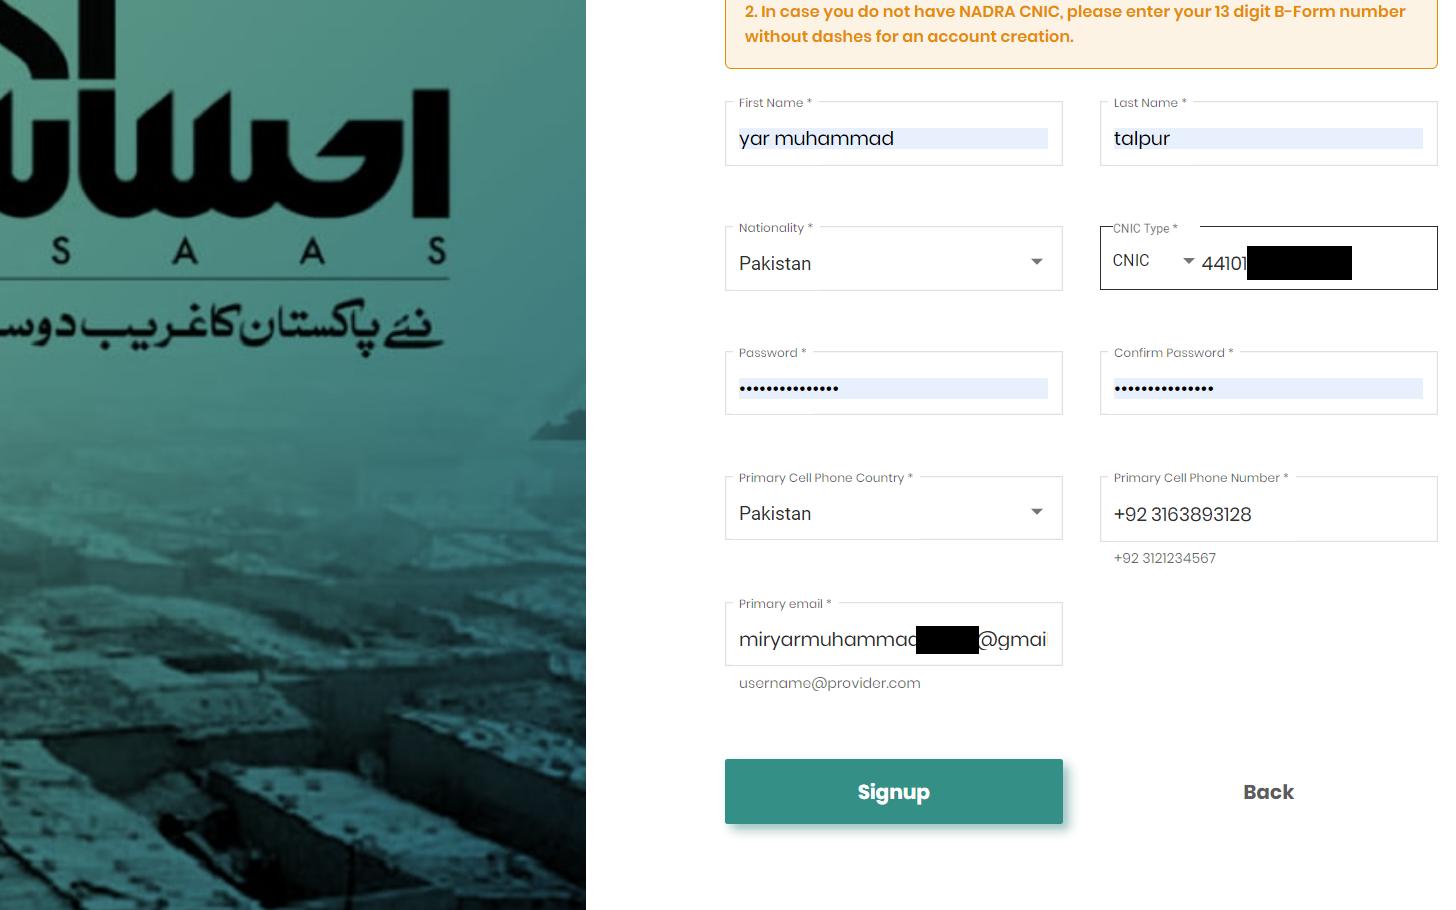 احساس
S A A S
نئے پاکستان کا غریب دوس
2. In case you do not have NADRA CNIC, please enter your 13 digit B-Form number
without dashes for an account creation.
First Name *
Last Name *
yar muhammad
talpur
Nationality *
CNIC Type *
Pakistan
CNIC
44101
Password *
Confirm Password *
•••••••••••••••
•••••••••••••••
Primary Cell Phone Country *
Primary Cell Phone Number *
Pakistan
+92 3163893128
+92 3121234567
Primary email *
miryarmuhammad @gmai
username@provider.com
Signup
Back